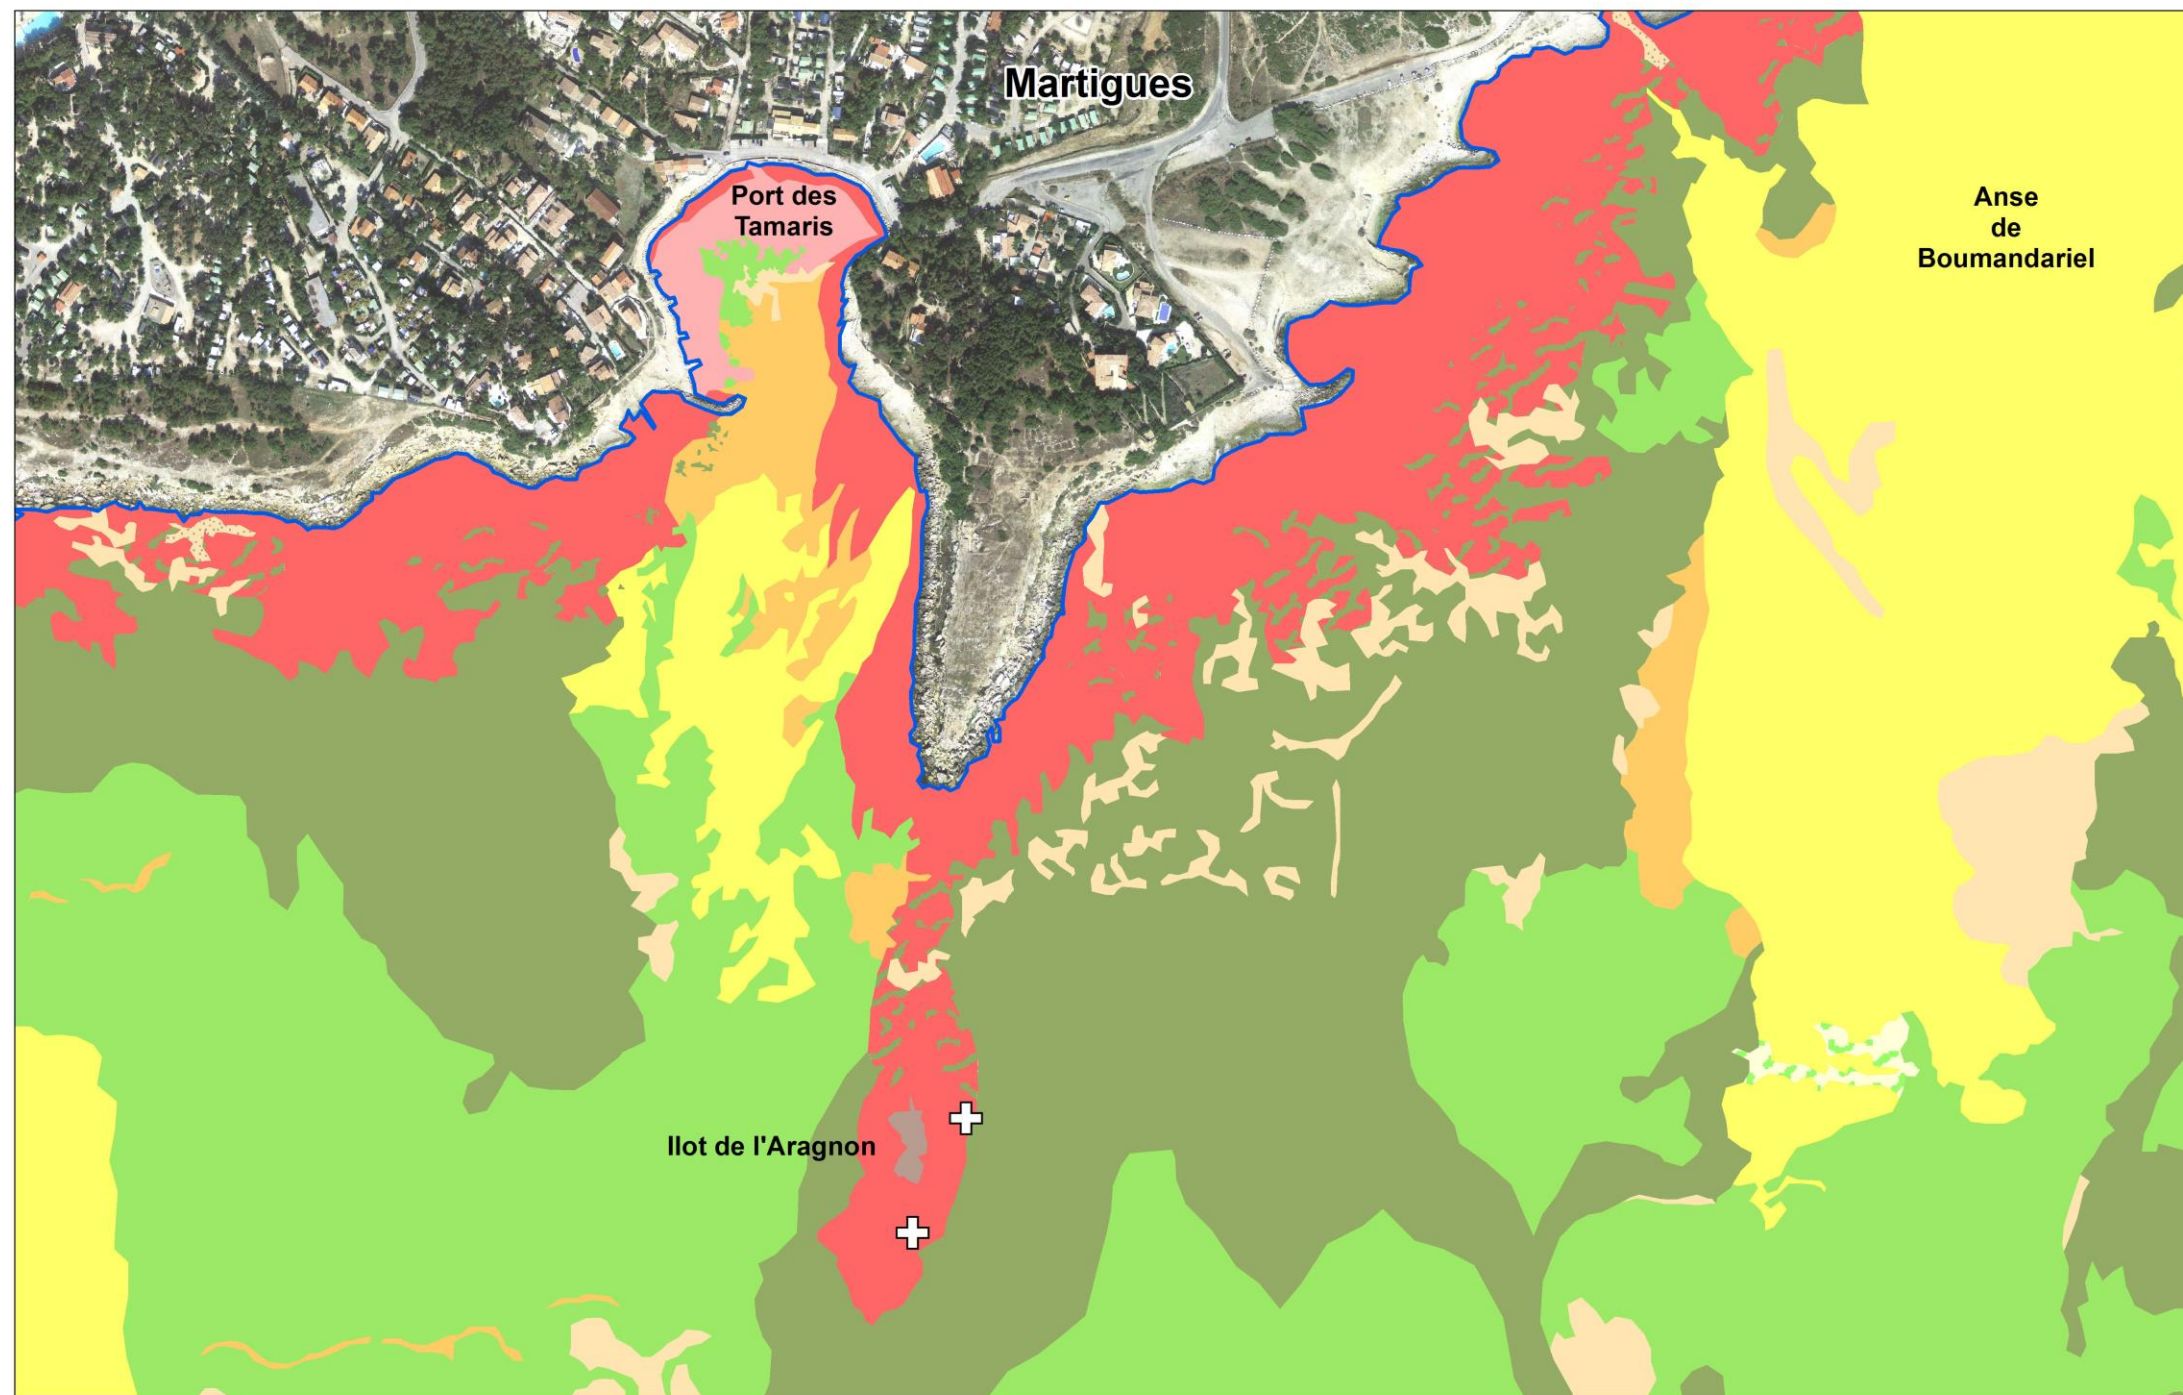 Martigues
Port des
Tamaris
Anse
de
Boumandariel
Ilot de l'Aragnon